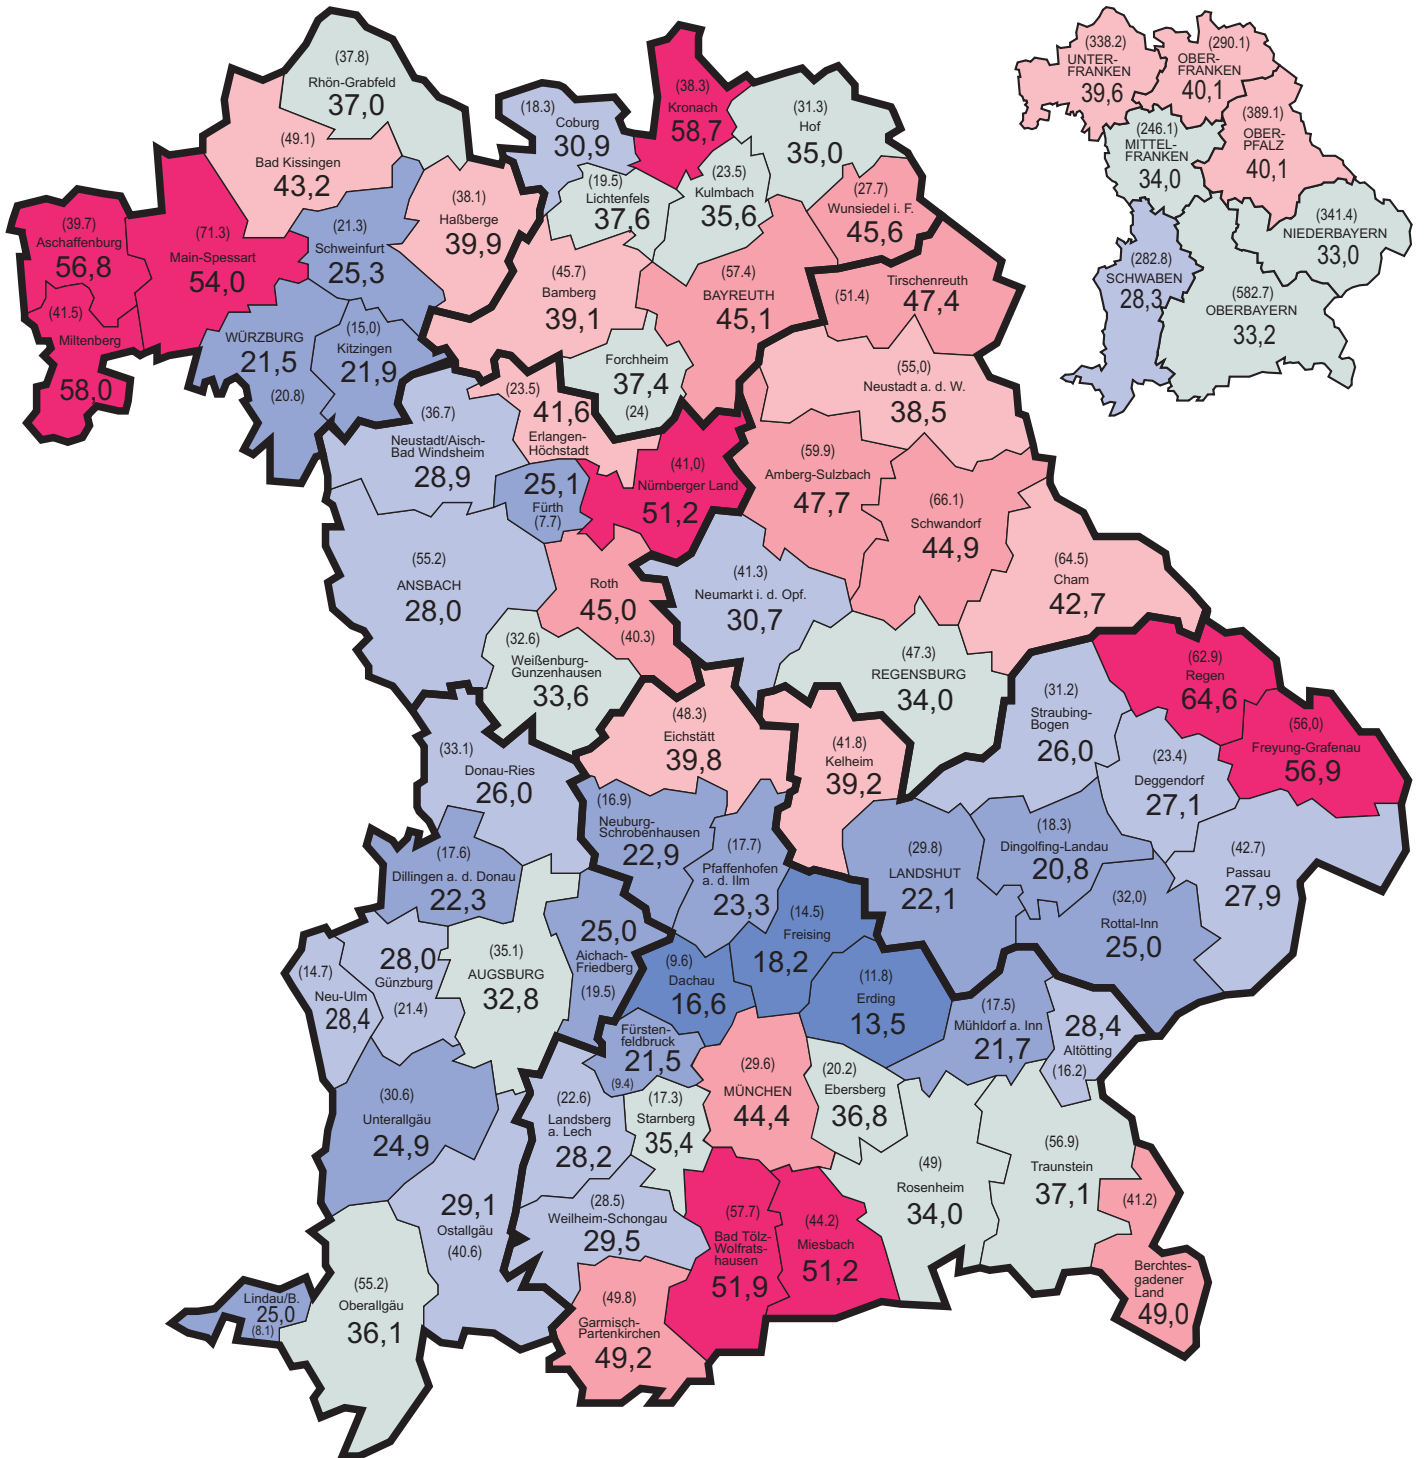 (37.8)
Rhön-Grabfeld
37,0
(49.1)
Bad Kissingen
43,2
(39.7)
Aschaffenburg
56,8
(71.3)
Main-Spessart
54,0
(41.5)
Miltenberg
58,0
(21.3)
Schweinfurt
25,3
(38.1)
Haßberge
39,9
WÜRZBURG
21,5
(20.8)
(15,0)
Kitzingen
21,9
(18.3)
Coburg
30,9
(38.3)
Kronach
58,7
(31.3)
Hof
35,0
(19.5)
Lichtenfels
37,6
(23.5)
Kulmbach
35,6
(27.7)
Wunsiedel i. F.
45,6
(45.7)
Bamberg
39,1
(57.4)
BAYREUTH
45,1
Forchheim
37,4
(24)
(51.4)
Tirschenreuth
47,4
(55,0)
Neustadt a. d. W.
38,5
(59.9)
Amberg-Sulzbach
47,7
(66.1)
Schwandorf
44,9
(64.5)
Cham
42,7
(41.3)
Neumarkt i. d. Opf.
30,7
(47.3)
REGENSBURG
34,0
(36.7)
Neustadt/Aisch-
Bad Windsheim
28,9
(23.5)
41,6
Erlangen-
Höchstadt
25,1
Fürth
(7.7)
(41,0)
Nürnberger Land
51,2
(55.2)
ANSBACH
28,0
Roth
45,0
(40.3)
(32.6)
Weißenburg-
Gunzenhausen
33,6
(62.9)
Regen
64,6
(56,0)
Freyung-Grafenau
56,9
(31.2)
Straubing-
Bogen
26,0
(23.4)
Deggendorf
27,1
(41.8)
Kelheim
39,2
(29.8)
LANDSHUT
22,1
(18.3)
Dingolfing-Landau
20,8
(42.7)
Passau
27,9
(32,0)
Rottal-Inn
25,0
(33.1)
Donau-Ries
26,0
(17.6)
Dillingen a. d. Donau
22,3
(35.1)
AUGSBURG
32,8
25,0
Aichach-
Friedberg
(19.5)
28,0
Günzburg
(21.4)
(14.7)
Neu-Ulm
28,4
(30.6)
Unterallgäu
24,9
29,1
Ostallgäu
(40.6)
(55.2)
Oberallgäu
36,1
Lindau/B.
25,0
(8.1)
(48.3)
Eichstätt
39,8
(16.9)
Neuburg-
Schrobenhausen
22,9
(17.7)
Pfaffenhofen
a. d. Ilm
23,3
(14.5)
Freising
18,2
(9.6)
Dachau
16,6
(11.8)
Erding
13,5
(17.5)
Mühldorf a. Inn
21,7
28,4
Altötting
(16.2)
Fürsten-
feldbruck
21,5
(9.4)
(29.6)
MÜNCHEN
44,4
(20.2)
Ebersberg
36,8
(22.6)
Landsberg
a. Lech
28,2
(17.3)
Starnberg
35,4
(28.5)
Weilheim-Schongau
29,5
(57.7)
Bad Tölz-
Wolfrats-
hausen
51,9
(44.2)
Miesbach
51,2
(49)
Rosenheim
34,0
(56.9)
Traunstein
37,1
(41.2)
Berchtes-
gadener
Land
49,0
(49.8)
Garmisch-
Partenkirchen
49,2
(338.2)
UNTER-
FRANKEN
39,6
(290.1)
OBER-
FRANKEN
40,1
(246.1)
MITTEL-
FRANKEN
34,0
(389.1)
OBER-
PFALZ
40,1
(341.4)
NIEDERBAYERN
33,0
(282.8)
SCHWABEN
28,3
(582.7)
OBERBAYERN
33,2